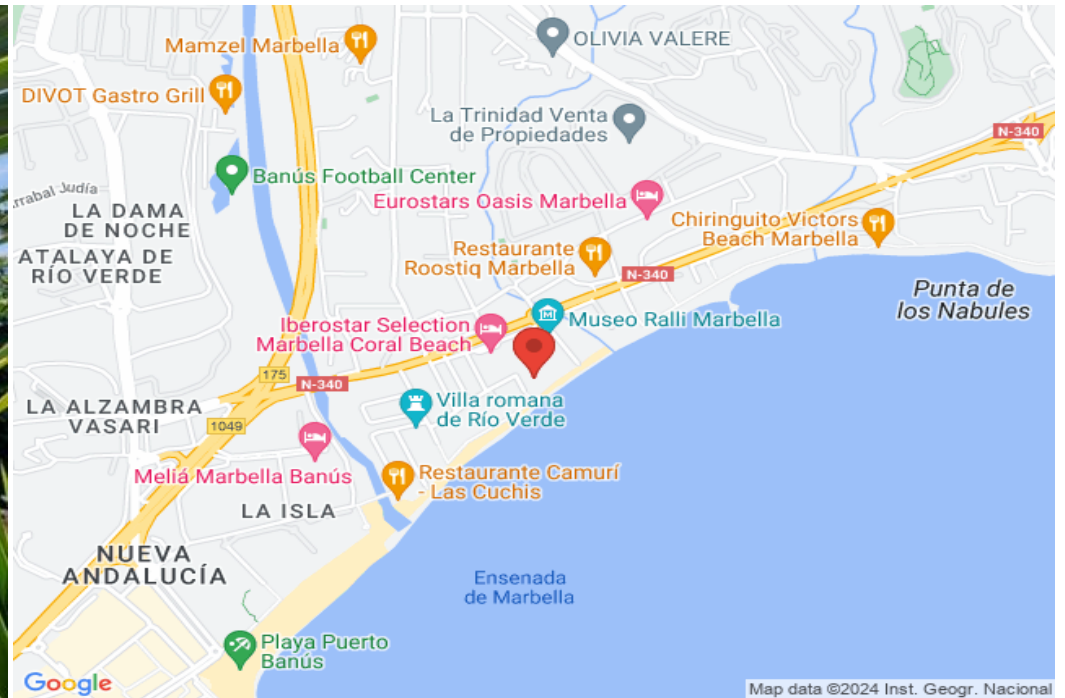 Mamzel Marbella
OLIVIA VALERE
DIVOT Gastro Grill
La Trinidad Venta
de Propiedades
N-340
Banús Football Center
Arrabal Judía
Eurostars Oasis Marbella
LA DAMA
DE NOCHE
Chiringuito Victors
Beach Marbella
Restaurante
Roostiq Marbella
ATALAYA DE
RÍO VERDE
N-340
Punta de
los Nabules
Iberostar Selection
Marbella Coral Beach
Museo Ralli Marbella
175
N-340
LA ALZAMBRA
VASARI
Villa romana
de Río Verde
1049
Meliá Marbella Banús
Restaurante Camurí
- Las Cuchis
LA ISLA
NUEVA
ANDALUCÍA
Ensenada
de Marbella
Playa Puerto
Banús
Google
Map data ©2024 Inst. Geogr. Nacional